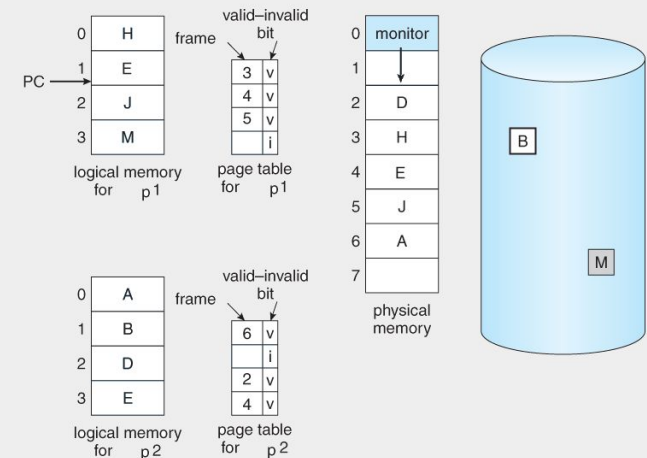 valid–invalid
bit
frame
0 H
1 E
2 J
3 M
PC
3 v
4 v
5 v
i
logical memory
for p1
page table
for p1
0 monitor
1
2 D
3 H
4 E
5 J
6 A
7
physical
memory
B
M
valid–invalid
bit
frame
0 A
1 B
2 D
3 E
6 v
i
2 v
4 v
logical memory
for p2
page table
for p2